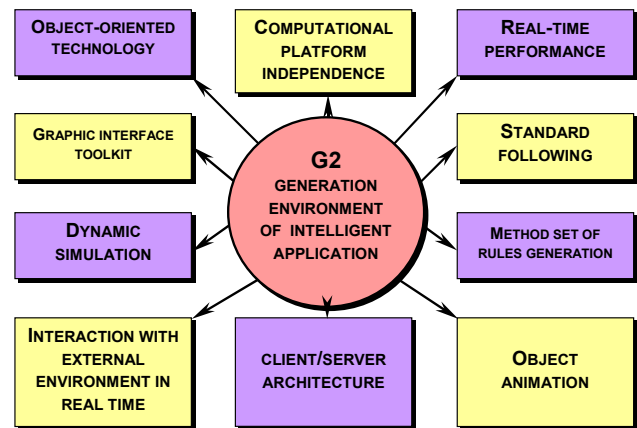 OBJECT-ORIENTED
TECHNOLOGY
COMPUTATIONAL
PLATFORM
INDEPENDENCE
REAL-TIME
PERFORMANCE
GRAPHIC INTERFACE
TOOLKIT
G2
GENERATION
ENVIRONMENT
OF INTELLIGENT
APPLICATION
STANDARD
FOLLOWING
DYNAMIC
SIMULATION
METHOD SET OF
RULES GENERATION
INTERACTION WITH
EXTERNAL
ENVIRONMENT IN
REAL TIME
CLIENT/SERVER
ARCHITECTURE
OBJECT
ANIMATION